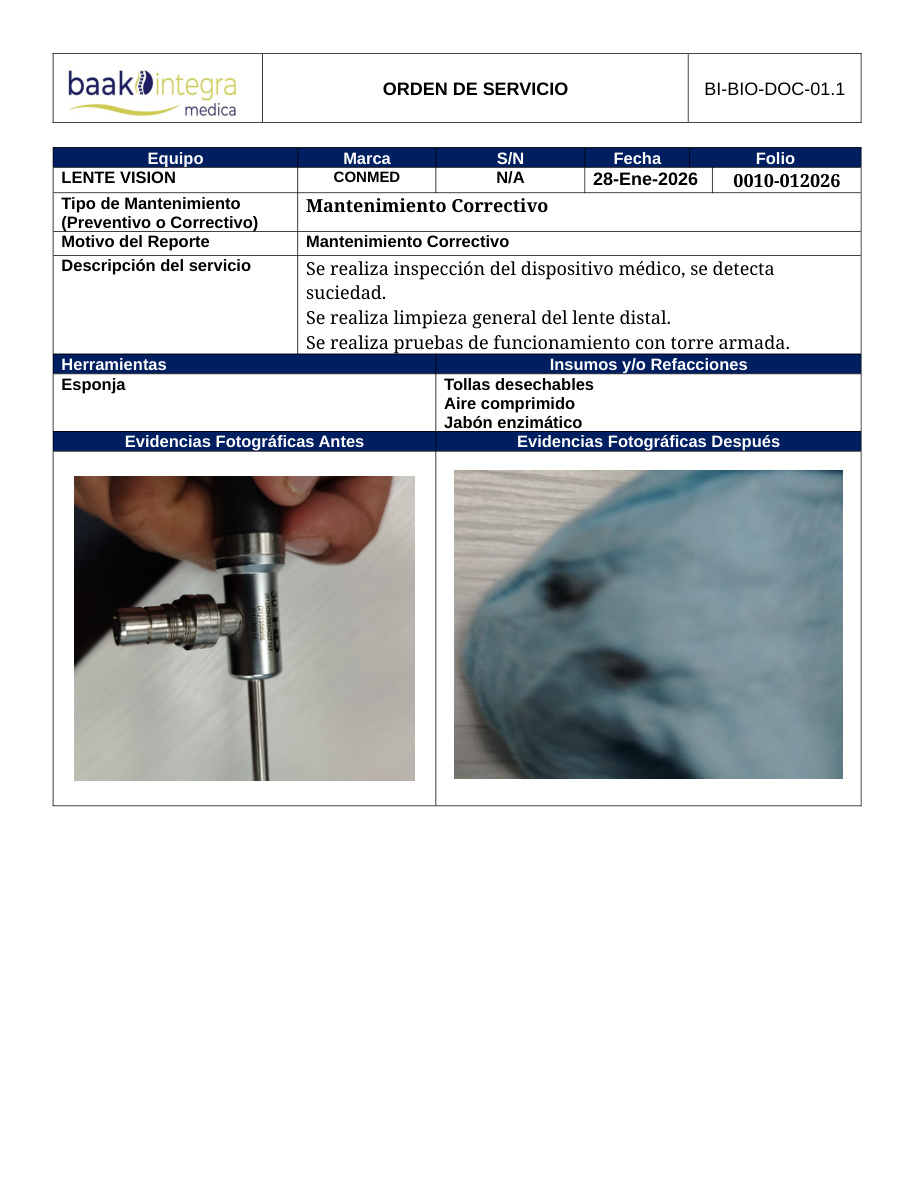 baak integra
medica
ORDEN DE SERVICIO
BI-BIO-DOC-01.1
Equipo Marca S/N Fecha Folio
LENTE VISION CONMED N/A 28-Ene-2026 0010-012026
Tipo de Mantenimiento
(Preventivo o Correctivo)
Mantenimiento Correctivo
Motivo del Reporte Mantenimiento Correctivo
Descripción del servicio
Se realiza inspección del dispositivo médico, se detecta
suciedad.
Se realiza limpieza general del lente distal.
Se realiza pruebas de funcionamiento con torre armada.
Herramientas Insumos y/o Refacciones
Esponja
Tollas desechables
Aire comprimido
Jabón enzimático
Evidencias Fotográficas Antes Evidencias Fotográficas Después